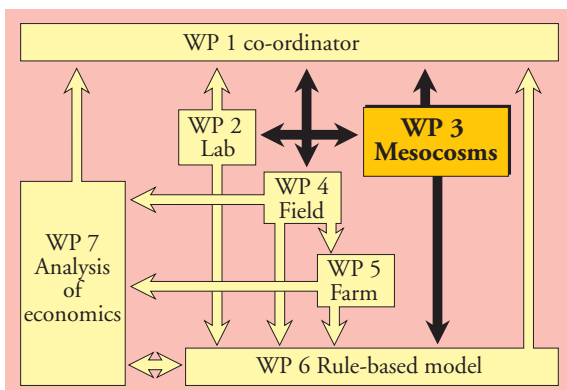 WP 1 co-ordinator
WP 2
Lab
WP 3
Mesocosms
WP 4
Field
WP 7
Analysis
of
economics
WP 5
Farm
WP 6 Rule-based model